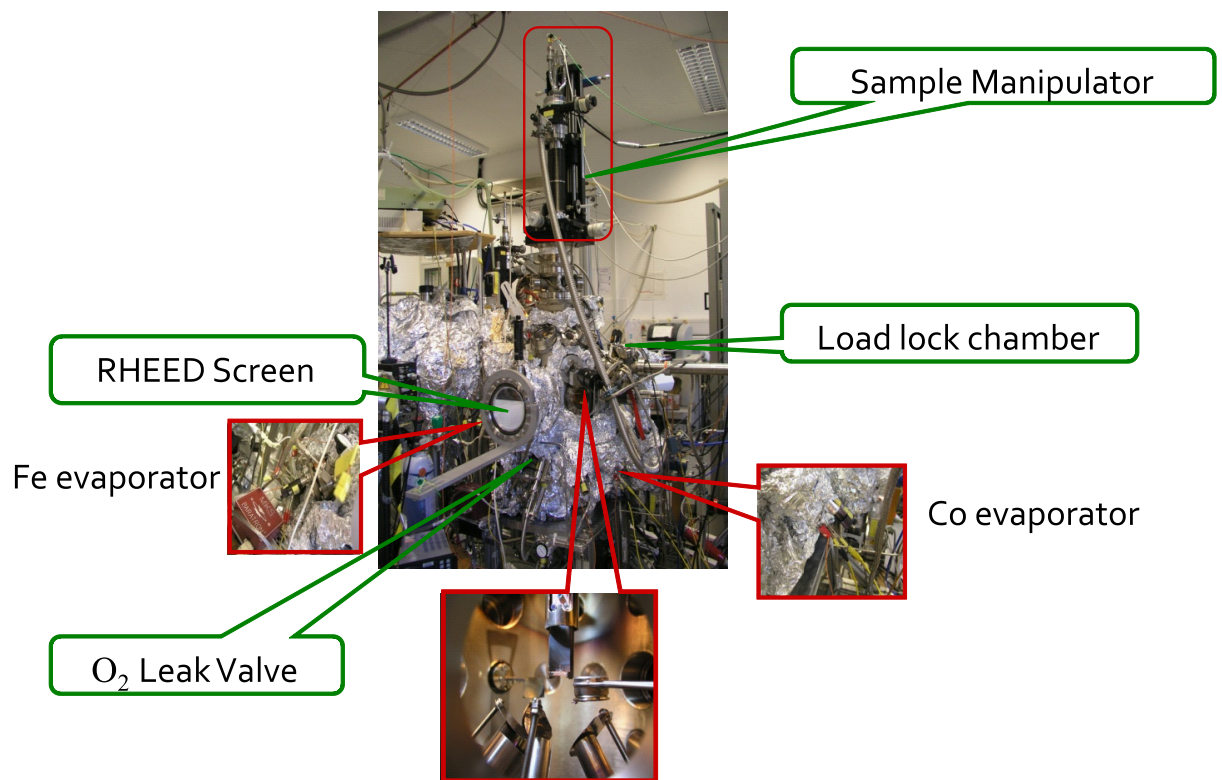 Sample Manipulator
Load lock chamber
RHEED Screen
Fe evaporator
Co evaporator
O₂ Leak Valve